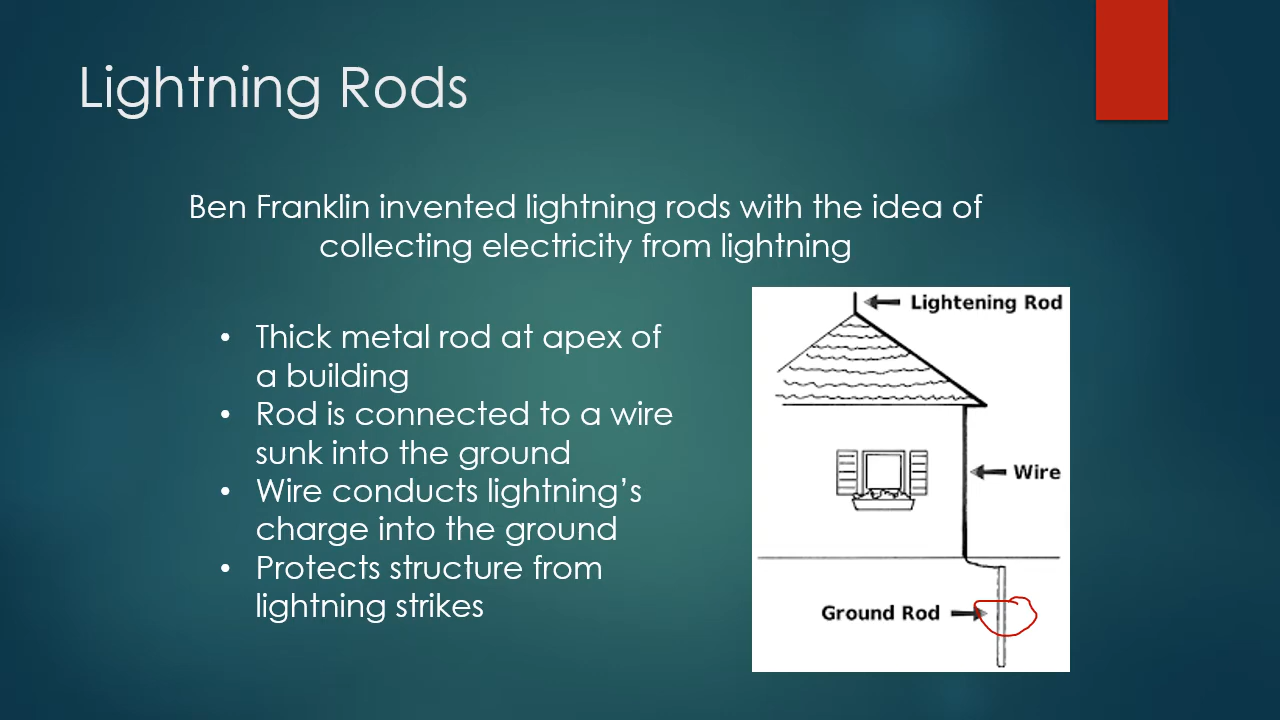 Lightning Rods
Ben Franklin invented lightning rods with the idea of
collecting electricity from lightning
• Thick metal rod at apex of
a building
• Rod is connected to a wire
sunk into the ground
• Wire conducts lightning’s
charge into the ground
• Protects structure from
lightning strikes
Lightening Rod
Wire
Ground Rod